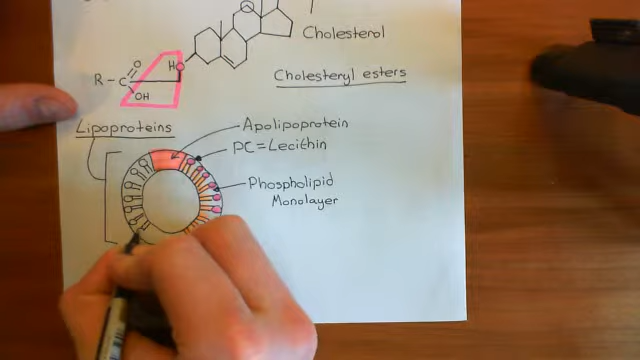 Cholesterol
HO
O
R-C
OH
Cholesteryl esters
Lipoproteins
Apolipoprotein
PC = Lecithin
Phospholipid
Monolayer